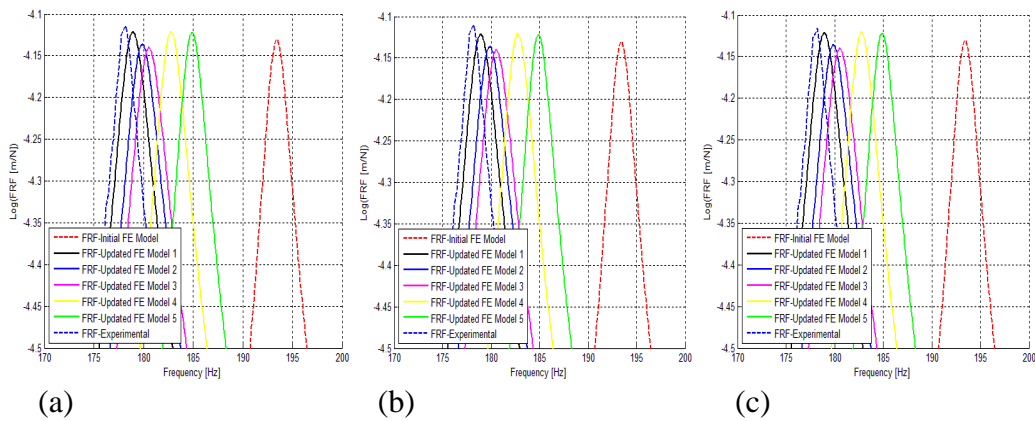 -4.1
-4.15
-4.2
-4.25
-4.3
-4.35
-4.4
-4.45
-4.5
Log(FRF [m/N])
FRF-Initial FE Model
FRF-Updated FE Model 1
FRF-Updated FE Model 2
FRF-Updated FE Model 3
FRF-Updated FE Model 4
FRF-Updated FE Model 5
FRF-Experimental
170 175 180 185 190 195 200
Frequency [Hz]
(a)
-4.1
-4.15
-4.2
-4.25
-4.3
-4.35
-4.4
-4.45
-4.5
Log(FRF [m/N])
FRF-Initial FE Model
FRF-Updated FE Model 1
FRF-Updated FE Model 2
FRF-Updated FE Model 3
FRF-Updated FE Model 4
FRF-Updated FE Model 5
FRF-Experimental
170 175 180 185 190 195 200
Frequency [Hz]
(b)
-4.1
-4.15
-4.2
-4.25
-4.3
-4.35
-4.4
-4.45
-4.5
Log(FRF [m/N])
FRF-Initial FE Model
FRF-Updated FE Model 1
FRF-Updated FE Model 2
FRF-Updated FE Model 3
FRF-Updated FE Model 4
FRF-Updated FE Model 5
FRF-Experimental
170 175 180 185 190 195 200
Frequency [Hz]
(c)